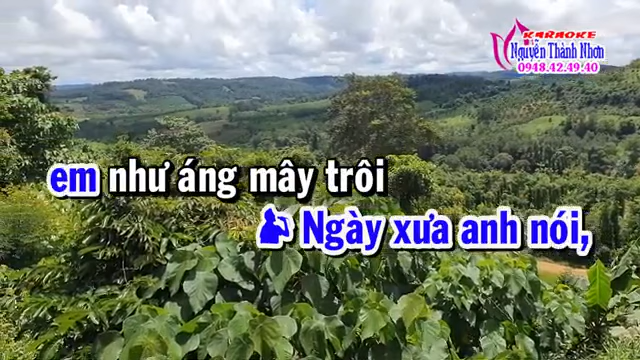 KARAOKE
Nguyễn Thành Nhơn
0948.42.49.40
em như áng mây trôi
Ngày xưa anh nói,